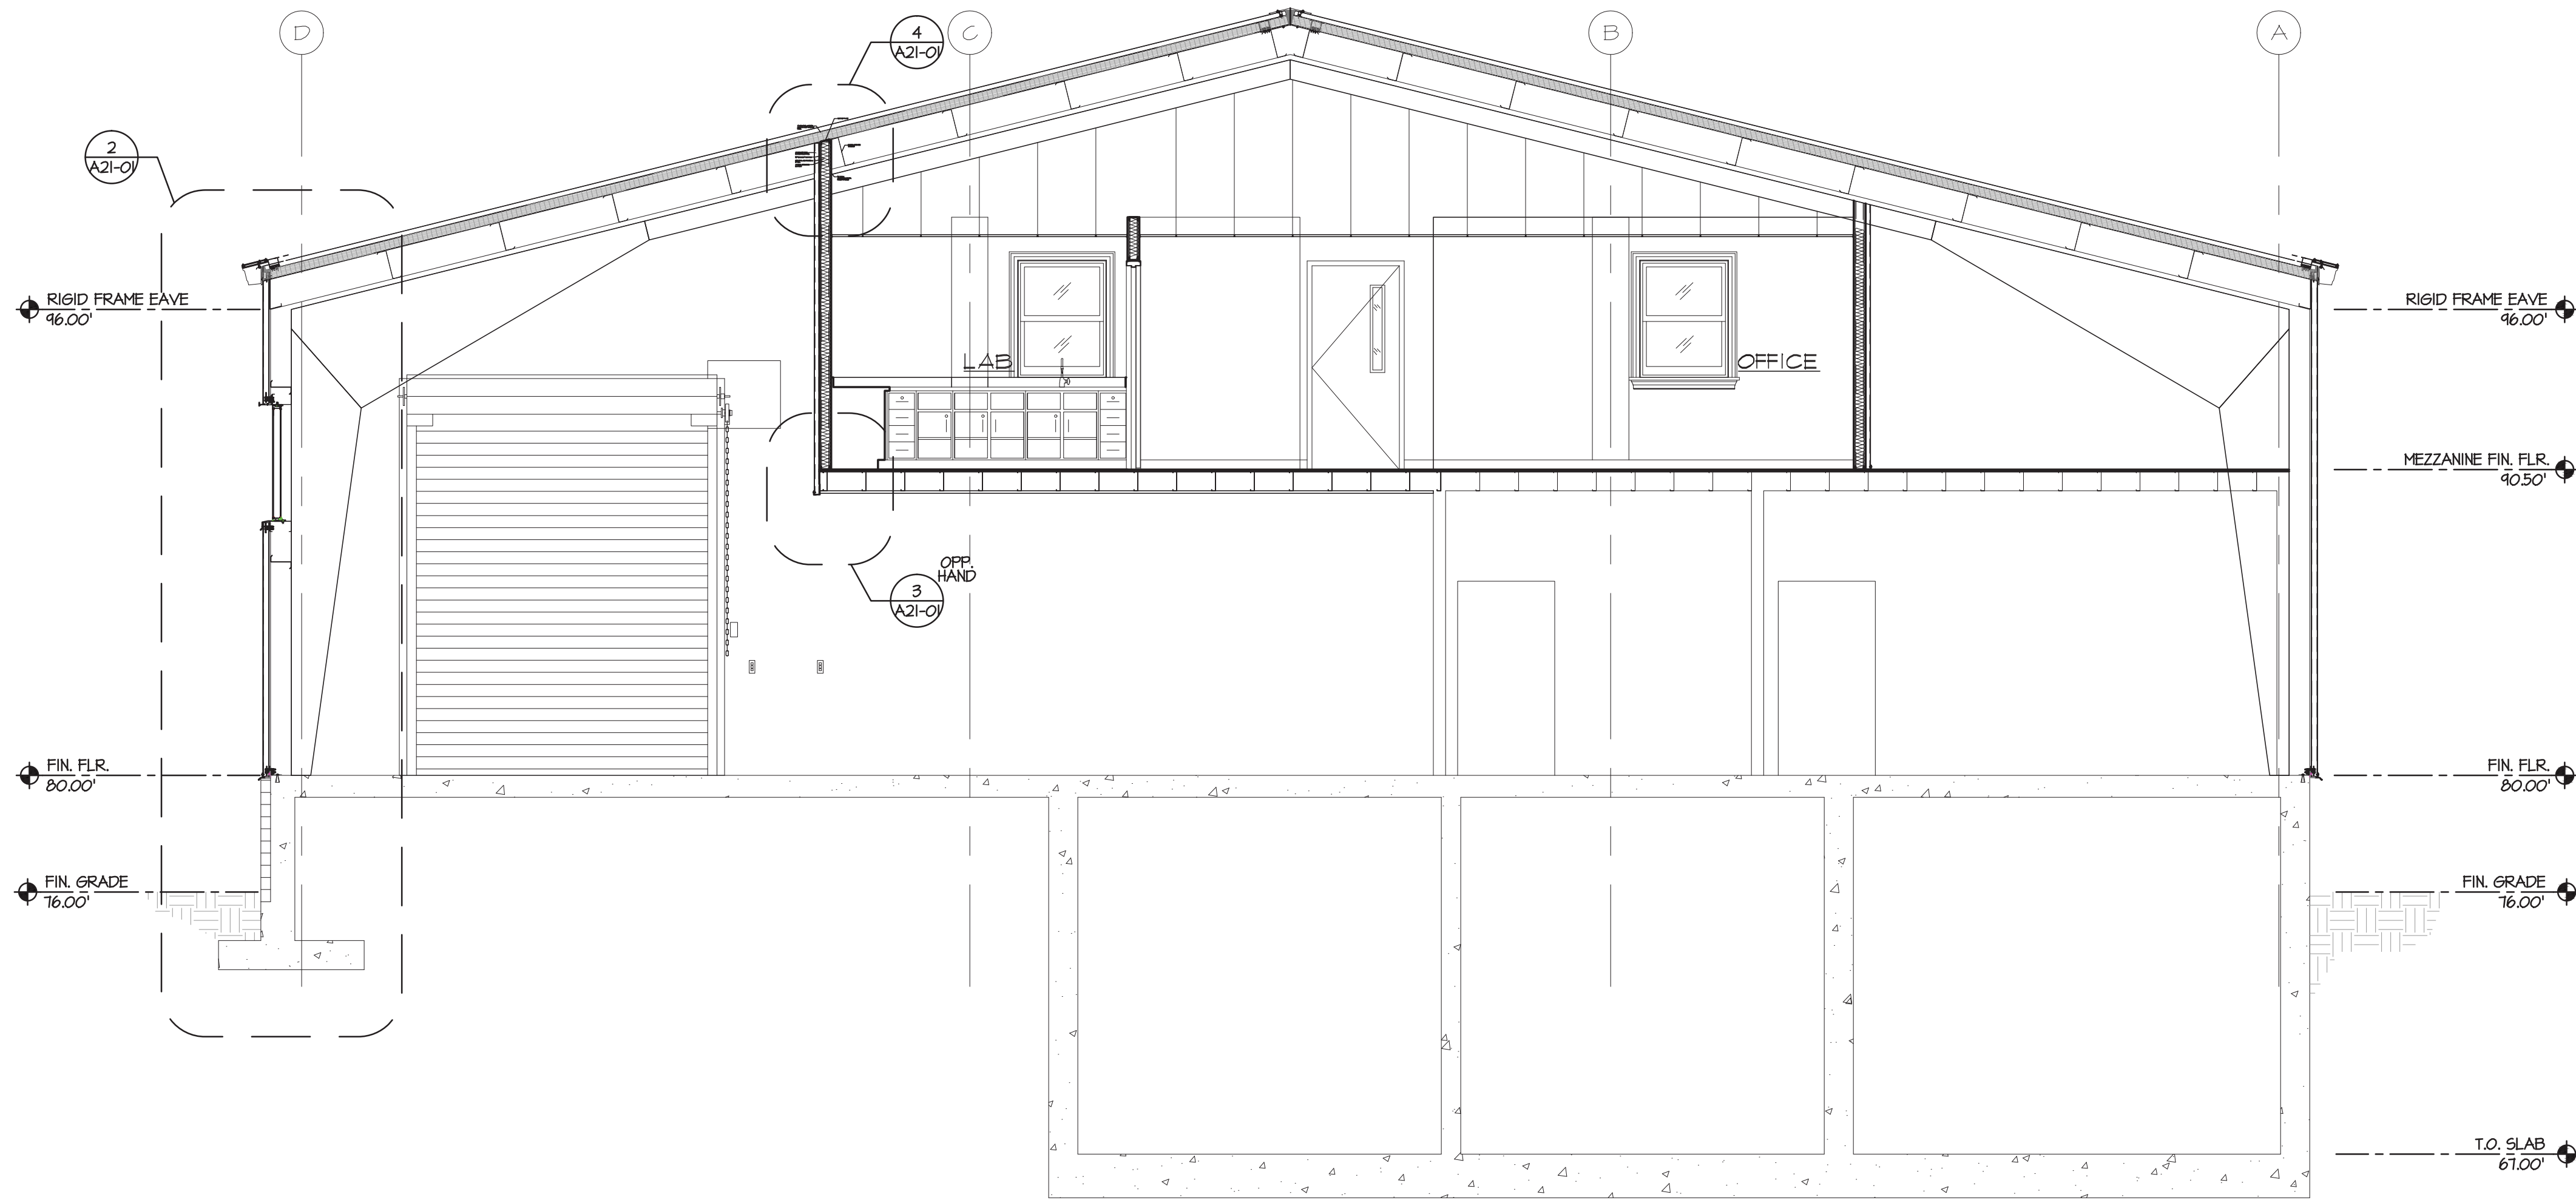 D
C
B
A
4
A21-01
2
A21-01
RIGID FRAME EAVE
96.00'
RIGID FRAME EAVE
96.00'
LAB
OFFICE
MEZZANINE FIN. FLR.
90.50'
OPP.
HAND
3
A21-01
FIN. FLR.
80.00'
FIN. FLR.
80.00'
FIN. GRADE
76.00'
FIN. GRADE
76.00'
T.O. SLAB
67.00'